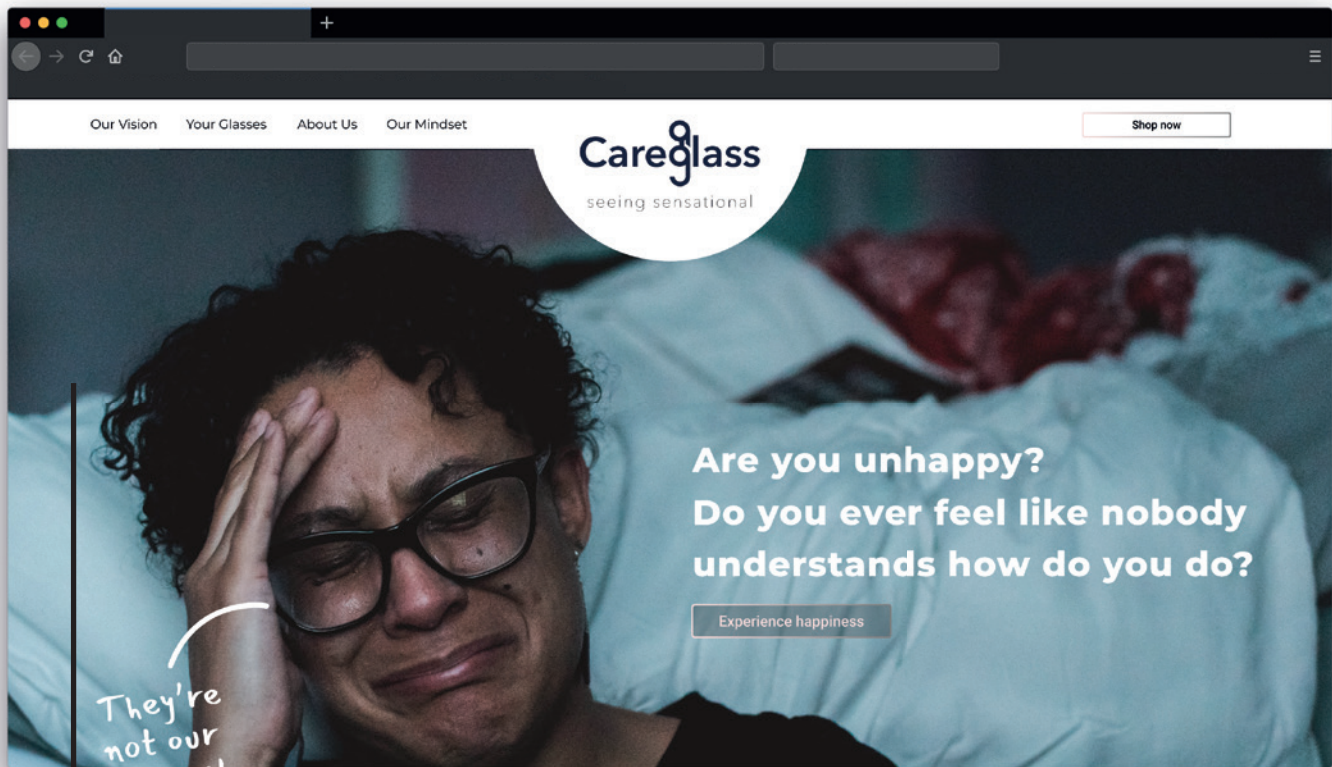 Our Vision Your Glasses About Us Our Mindset
Careglass
Shop now
seeing sensational
Are you unhappy?
Do you ever feel like nobody
understands how do you do?
Experience happiness
They're
not our